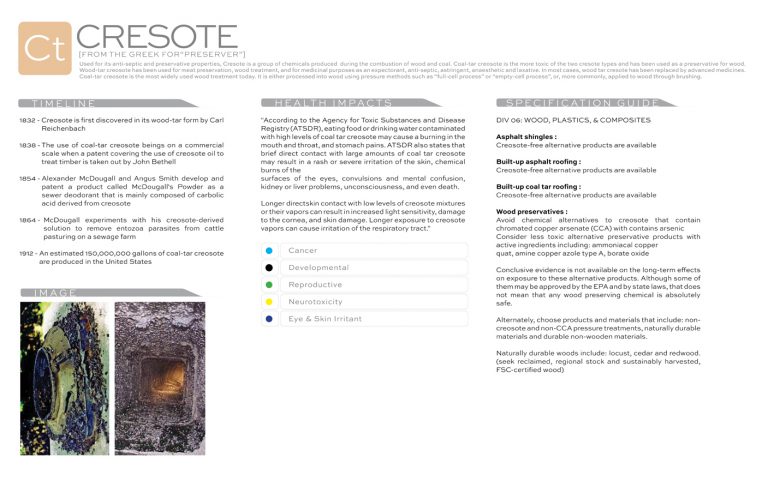 Ct
CRESOTE
[FROM THE GREEK FOR“PRESERVER”]
Used for its anti-septic and preservative properties, Cresote is a group of chemicals produced during the combustion of wood and coal. Coal-tar creosote is the more toxic of the two cresote types and has been used as a preservative for wood.
Wood-tar creosote has been used for meat preservation, wood treatment, and for medicinal purposes as an expectorant, anti-septic, astringent, anaesthetic and laxative. In most cases, wood tar creosote has been replaced by advanced medicines.
Coal-tar creosote is the most widely used wood treatment today. It is either processed into wood using pressure methods such as “full-cell process” or “empty-cell process”, or, more commonly, applied to wood through brushing.
TIMELINE
1832 - Creosote is first discovered in its wood-tar form by Carl
Reichenbach
1838 - The use of coal-tar creosote beings on a commercial
scale when a patent covering the use of creosote oil to
treat timber is taken out by John Bethell
1854 - Alexander McDougall and Angus Smith develop and
patent a product called McDougall's Powder as a
sewer deodorant that is mainly composed of carbolic
acid derived from creosote
1864 - McDougall experiments with his creosote-derived
solution to remove entozoa parasites from cattle
pasturing on a sewage farm
1912 - An estimated 150,000,000 gallons of coal-tar creosote
are produced in the United States
IMAGE
HEALTH IMPACTS
“According to the Agency for Toxic Substances and Disease
Registry (ATSDR), eating food or drinking water contaminated
with high levels of coal tar creosote may cause a burning in the
mouth and throat, and stomach pains. ATSDR also states that
brief direct contact with large amounts of coal tar creosote
may result in a rash or severe irritation of the skin, chemical
burns of the
surfaces of the eyes, convulsions and mental confusion,
kidney or liver problems, unconsciousness, and even death.
Longer directskin contact with low levels of creosote mixtures
or their vapors can result in increased light sensitivity, damage
to the cornea, and skin damage. Longer exposure to creosote
vapors can cause irritation of the respiratory tract.”
Cancer
Developmental
Reproductive
Neurotoxicity
Eye & Skin Irritant
SPECIFICATION GUIDE
DIV 06: WOOD, PLASTICS, & COMPOSITES
Asphalt shingles :
Creosote-free alternative products are available
Built-up asphalt roofing :
Creosote-free alternative products are available
Built-up coal tar roofing :
Creosote-free alternative products are available
Wood preservatives :
Avoid chemical alternatives to creosote that contain
chromated copper arsenate (CCA) with contains arsenic
Consider less toxic alternative preservative products with
active ingredients including: ammoniacal copper
quat, amine copper azole type A, borate oxide
Conclusive evidence is not available on the long-term effects
on exposure to these alternative products. Although some of
them may be approved by the EPA and by state laws, that does
not mean that any wood preserving chemical is absolutely
safe.
Alternately, choose products and materials that include: non-
creosote and non-CCA pressure treatments, naturally durable
materials and durable non-wooden materials.
Naturally durable woods include: locust, cedar and redwood.
(seek reclaimed, regional stock and sustainably harvested,
FSC-certified wood)